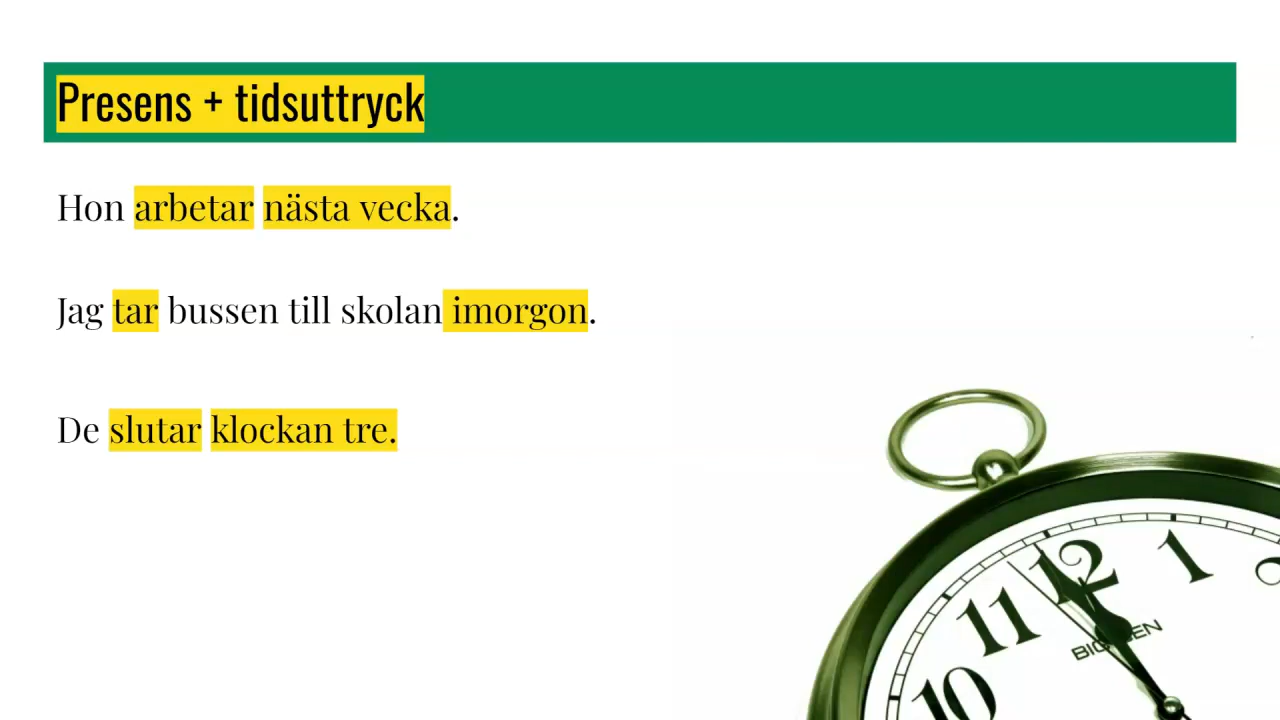 Presens + tidsuttryck
Hon arbetar nästa vecka.
Jag tar bussen till skolan imorgon.
De slutar klockan tre.
12
1
11
10